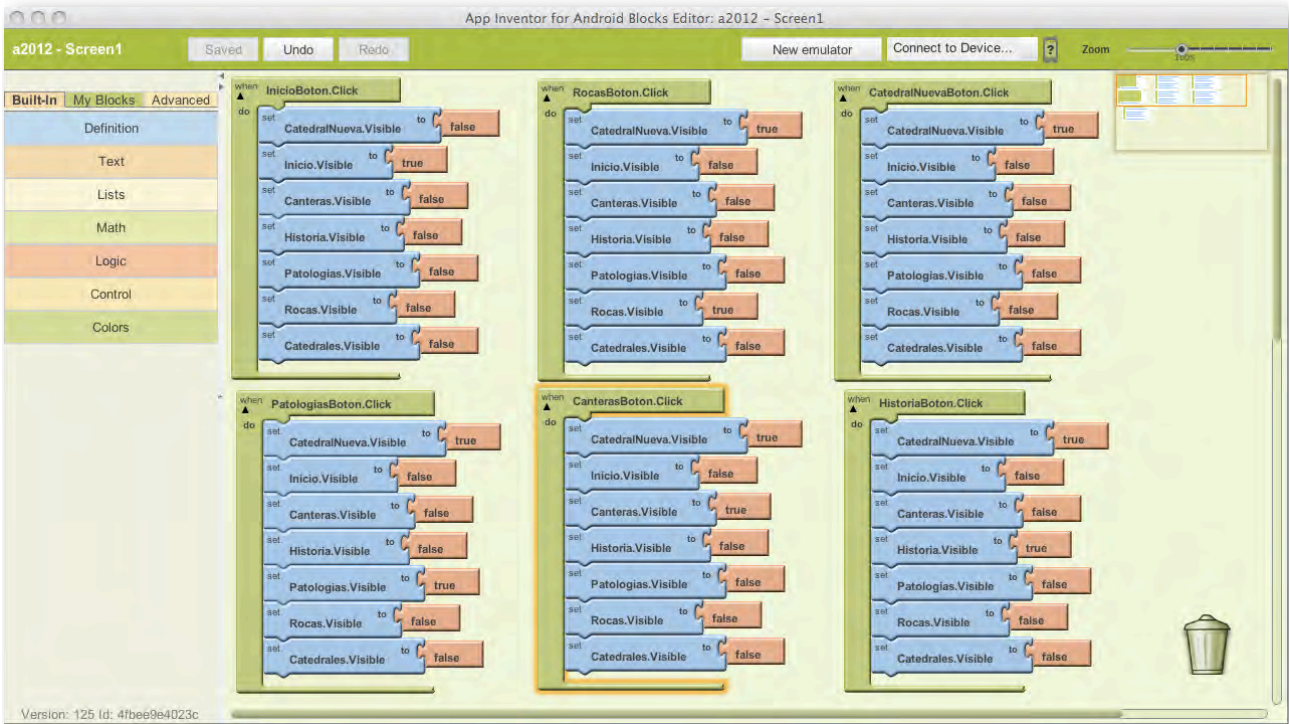 App Inventor for Android Blocks Editor: a2012 – Screen1
a2012 - Screen1 Saved Undo Redo New emulator Connect to Device... ? Zoom
Built-In My Blocks Advanced
Definition
Text
Lists
Math
Logic
Control
Colors
when InicioBoton.Click
do
set CatedralNueva.Visible to false
set Inicio.Visible to true
set Canteras.Visible to false
set Historia.Visible to false
set Patologias.Visible to false
set Rocas.Visible to false
set Catedrales.Visible to false
when RocasBoton.Click
do
set CatedralNueva.Visible to true
set Inicio.Visible to false
set Canteras.Visible to false
set Historia.Visible to false
set Patologias.Visible to false
set Rocas.Visible to true
set Catedrales.Visible to false
when CatedralNuevaBoton.Click
do
set CatedralNueva.Visible to true
set Inicio.Visible to false
set Canteras.Visible to false
set Historia.Visible to false
set Patologias.Visible to false
set Rocas.Visible to false
set Catedrales.Visible to false
when PatologiasBoton.Click
do
set CatedralNueva.Visible to true
set Inicio.Visible to false
set Canteras.Visible to false
set Historia.Visible to false
set Patologias.Visible to true
set Rocas.Visible to false
set Catedrales.Visible to false
when CanterasBoton.Click
do
set CatedralNueva.Visible to true
set Inicio.Visible to false
set Canteras.Visible to true
set Historia.Visible to false
set Patologias.Visible to false
set Rocas.Visible to false
set Catedrales.Visible to false
when HistoriaBoton.Click
do
set CatedralNueva.Visible to true
set Inicio.Visible to false
set Canteras.Visible to false
set Historia.Visible to true
set Patologias.Visible to false
set Rocas.Visible to false
set Catedrales.Visible to false
Version: 125 Id: 4fbee9e4023c